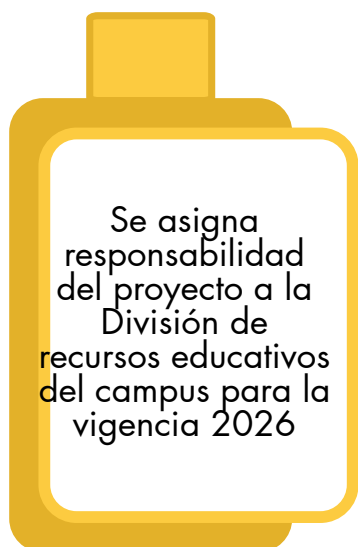 Se asigna
responsabilidad
del proyecto a la
División de
recursos educativos
del campus para la
vigencia 2026